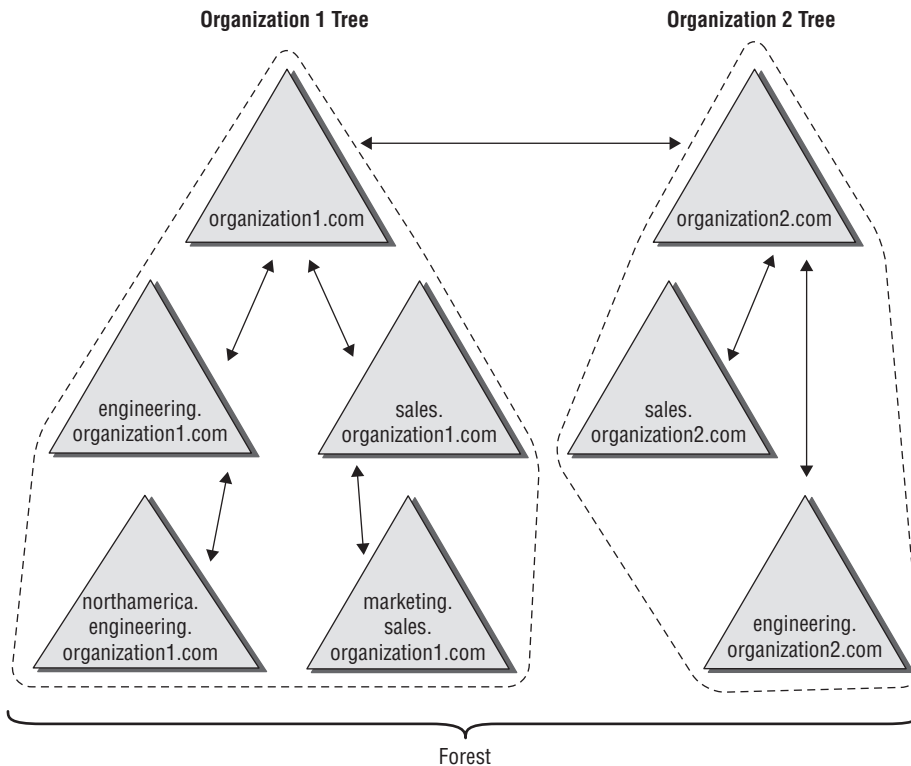 Organization 1 Tree
Organization 2 Tree
organization1.com
organization2.com
engineering.
organization1.com
sales.
organization1.com
sales.
organization2.com
northamerica.
engineering.
organization1.com
marketing.
sales.
organization1.com
engineering.
organization2.com
Forest